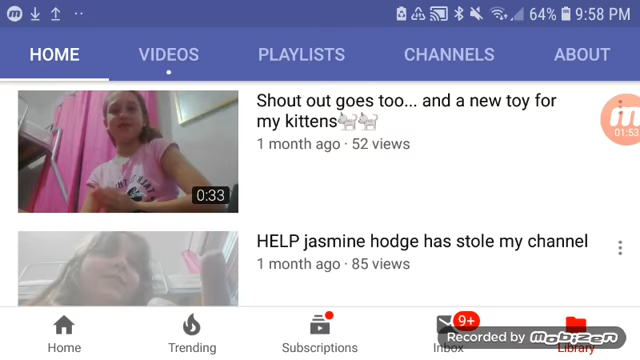 64% 9:58 PM
HOME VIDEOS PLAYLISTS CHANNELS ABOUT
Shout out goes too... and a new toy for
my kittens🐈🐈
1 month ago · 52 views
0:33
01:53
HELP jasmine hodge has stole my channel
1 month ago · 85 views
9+
Recorded by Mobizen
Home Trending Subscriptions Inbox Library